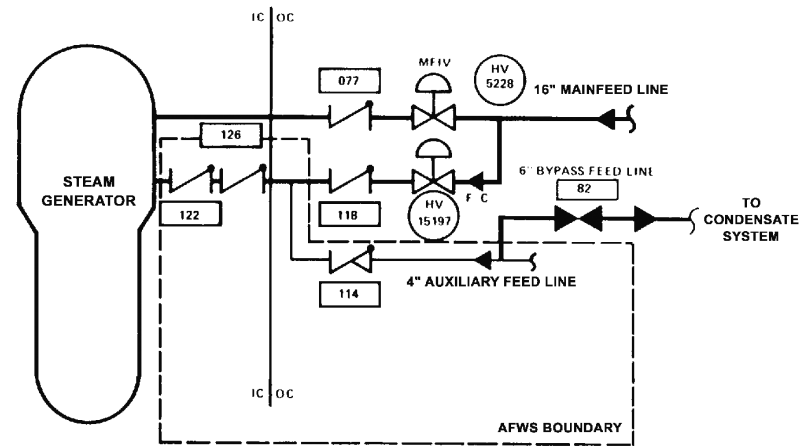 IC OC
077
MFIV
HV
5228
16" MAINFEED LINE
126
STEAM
GENERATOR
122
118
F C
HV
15197
6" BYPASS FEED LINE
82
TO
CONDENSATE
SYSTEM
114
4" AUXILIARY FEED LINE
IC OC
AFWS BOUNDARY